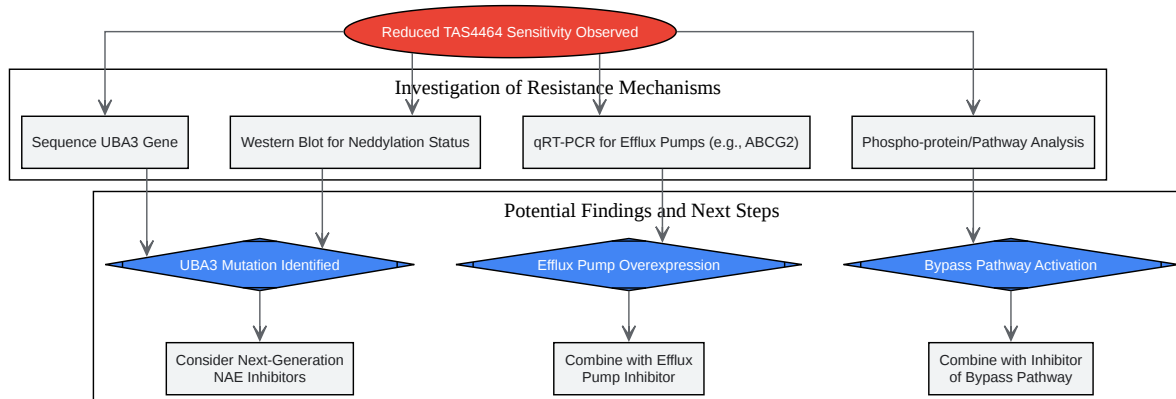 Reduced TAS4464 Sensitivity Observed
Investigation of Resistance Mechanisms
Sequence UBA3 Gene
Western Blot for Neddylation Status
qRT-PCR for Efflux Pumps (e.g., ABCG2)
Phospho-protein/Pathway Analysis
Potential Findings and Next Steps
UBA3 Mutation Identified
Efflux Pump Overexpression
Bypass Pathway Activation
Consider Next-Generation
NAE Inhibitors
Combine with Efflux
Pump Inhibitor
Combine with Inhibitor
of Bypass Pathway